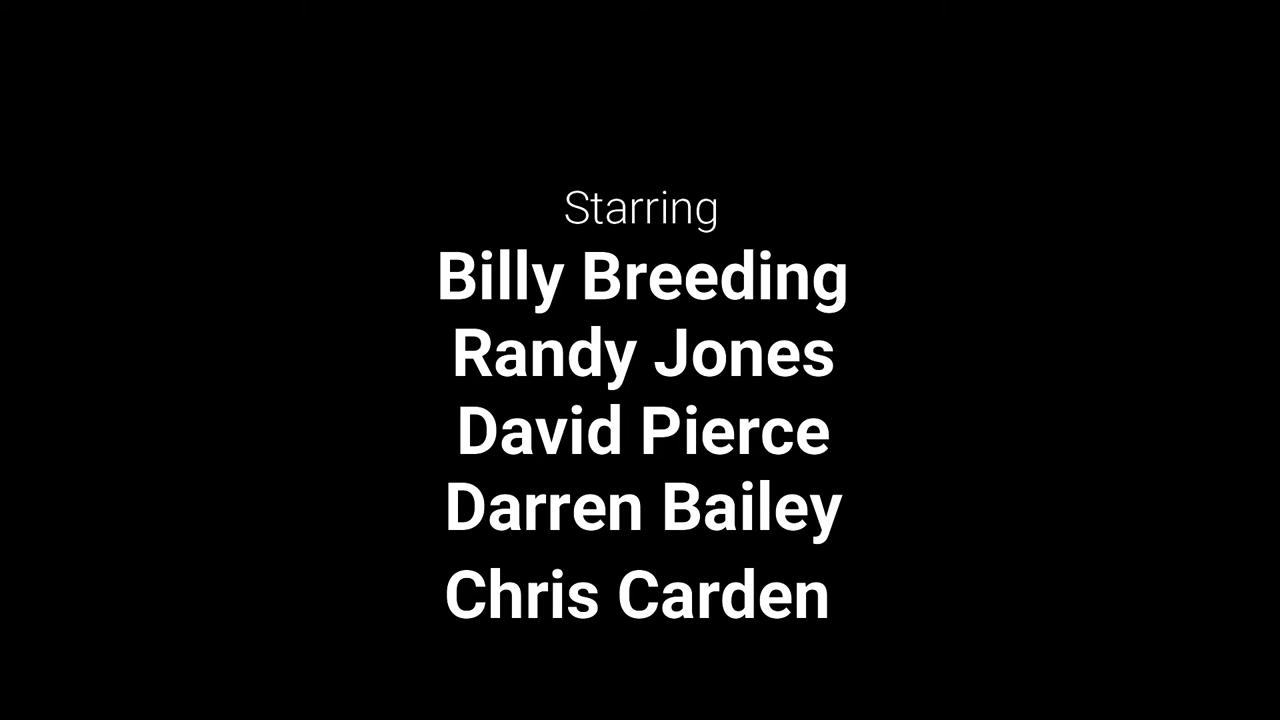 Starring
Billy Breeding
Randy Jones
David Pierce
Darren Bailey
Chris Carden